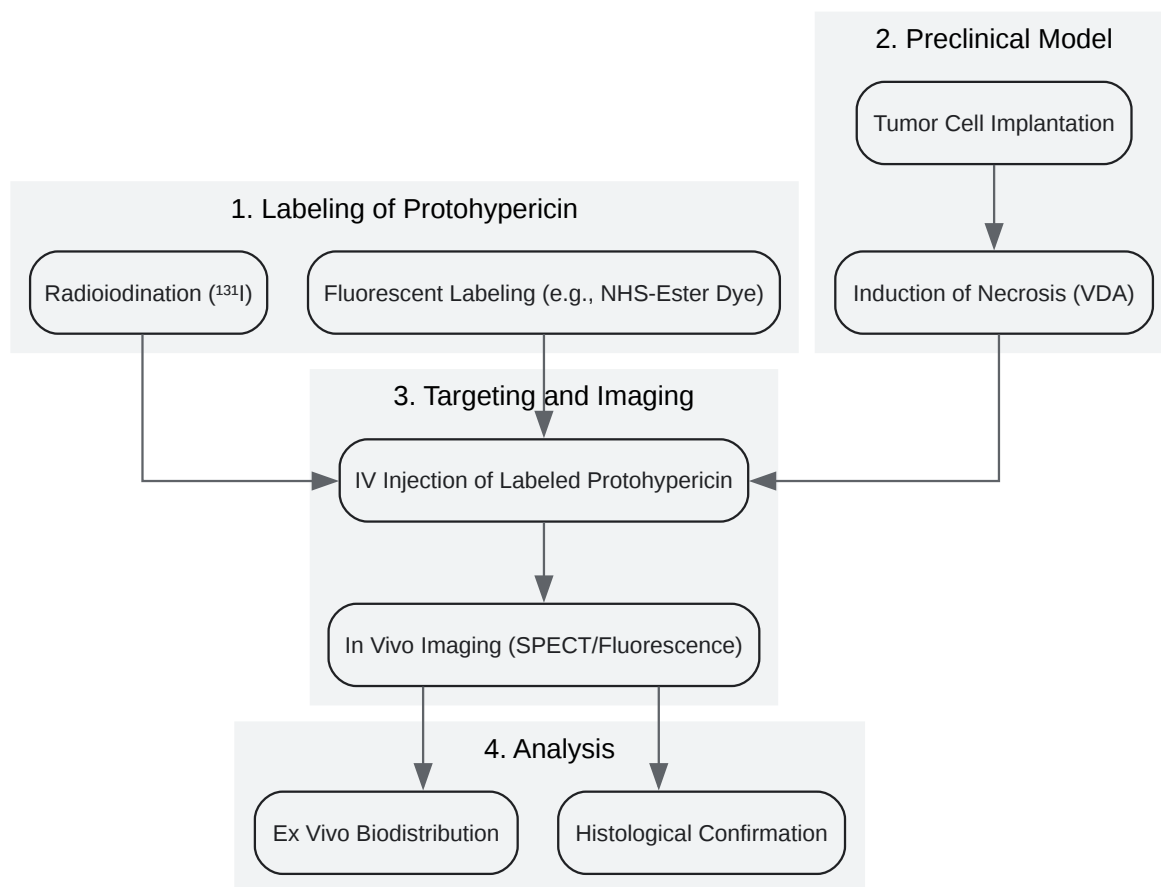 2. Preclinical Model
Tumor Cell Implantation
1. Labeling of Protohypericin
Radioiodination (¹³¹I)
Fluorescent Labeling (e.g., NHS-Ester Dye)
Induction of Necrosis (VDA)
3. Targeting and Imaging
IV Injection of Labeled Protohypericin
In Vivo Imaging (SPECT/Fluorescence)
4. Analysis
Ex Vivo Biodistribution
Histological Confirmation